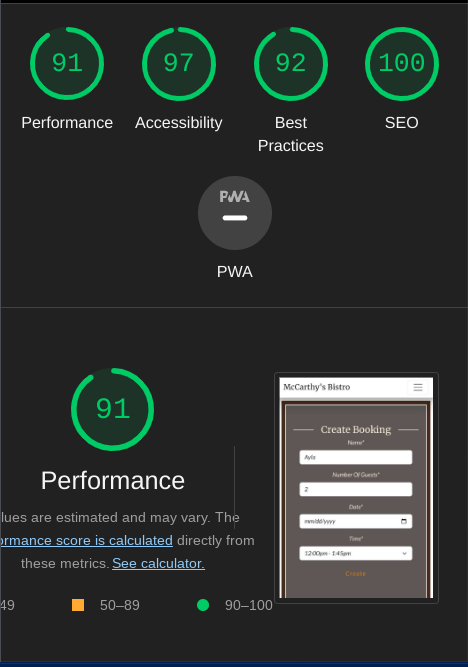 91 97 92 100
Performance Accessibility Best SEO
Practices
PWA
PWA
91
Performance
lues are estimated and may vary. The
ormance score is calculated directly from
these metrics. See calculator.
49 50–89 90–100
McCarthy's Bistro
Create Booking
Name*
Ayla
Number Of Guests*
2
Date*
mm/dd/yyyy
Time*
12:00pm - 1:45pm
Create